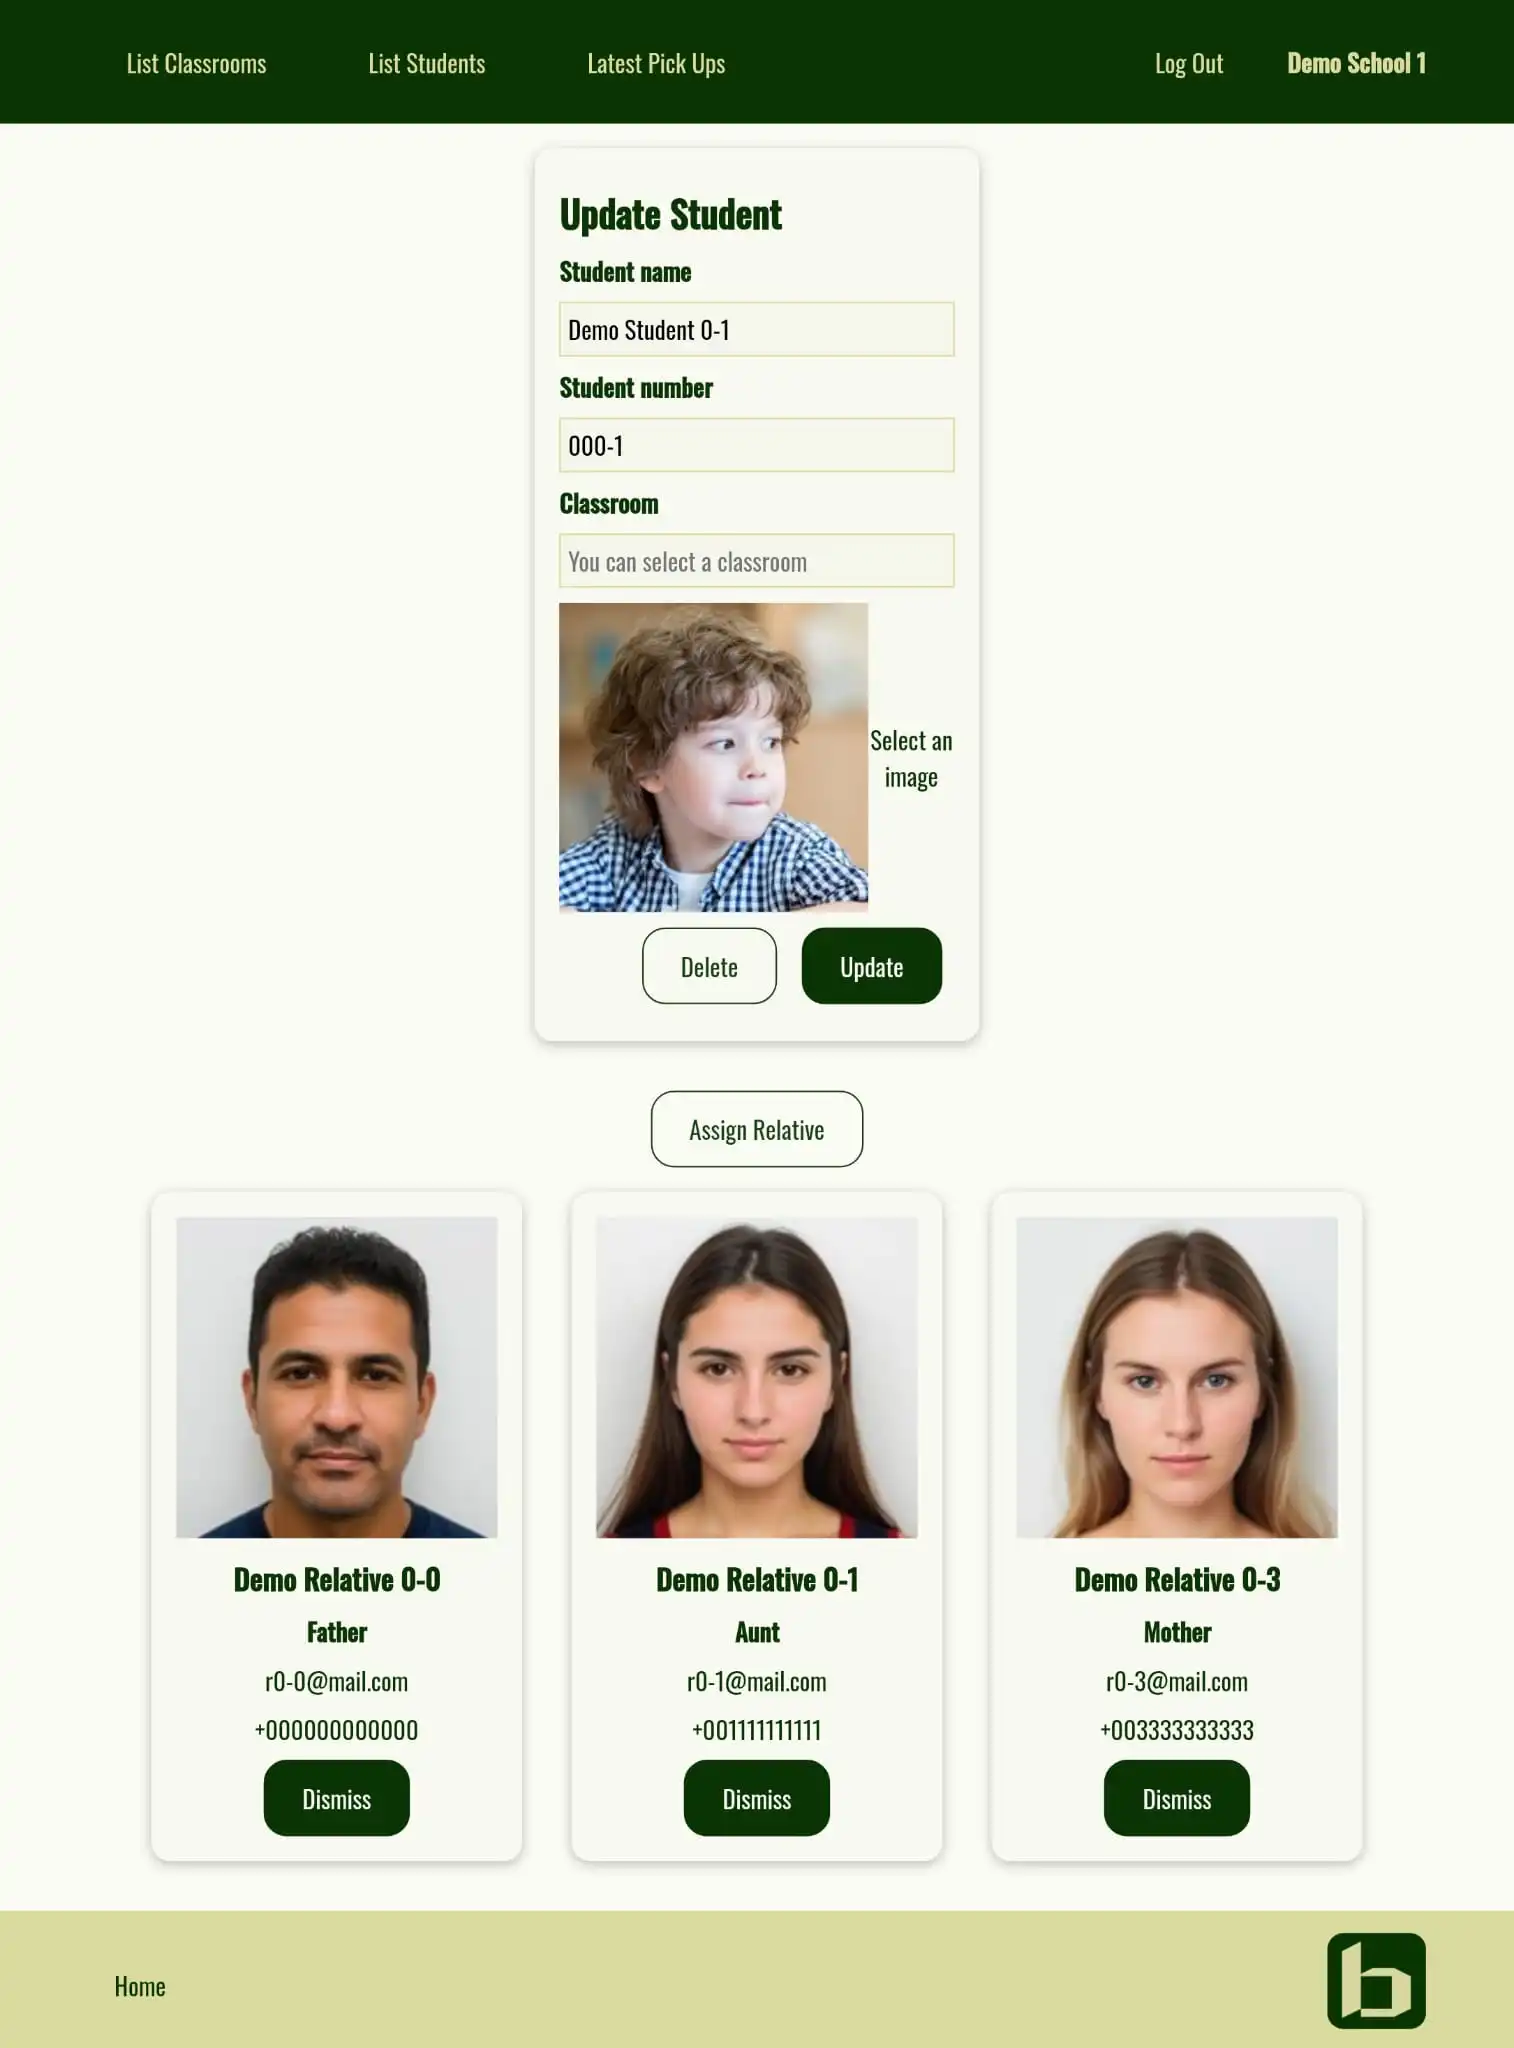 List Classrooms
List Students
Latest Pick Ups
Log Out
Demo School 1
Update Student
Student name
Demo Student 0-1
Student number
000-1
Classroom
You can select a classroom
Select an
image
Delete
Update
Assign Relative
Demo Relative 0-0
Father
r0-0@mail.com
+000000000000
Dismiss
Demo Relative 0-1
Aunt
r0-1@mail.com
+001111111111
Dismiss
Demo Relative 0-3
Mother
r0-3@mail.com
+003333333333
Dismiss
Home
b